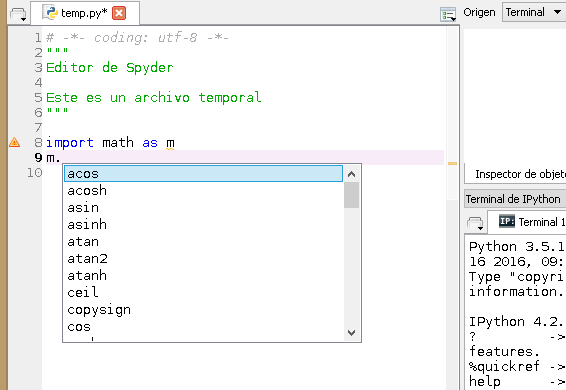 temp.py*
Origen Terminal
1 # -*- coding: utf-8 -*-
2 """
3 Editor de Spyder
4
5 Este es un archivo temporal
6 """
7
8 import math as m
9 m.
10
acos
acosh
asin
asinh
atan
atan2
atanh
ceil
copysign
cos
Inspector de objeto
Terminal de IPython
IP: Terminal 1
Python 3.5.1
16 2016, 09:
Type "copyri
information.
IPython 4.2.
? ->
features.
%quickref ->
help ->